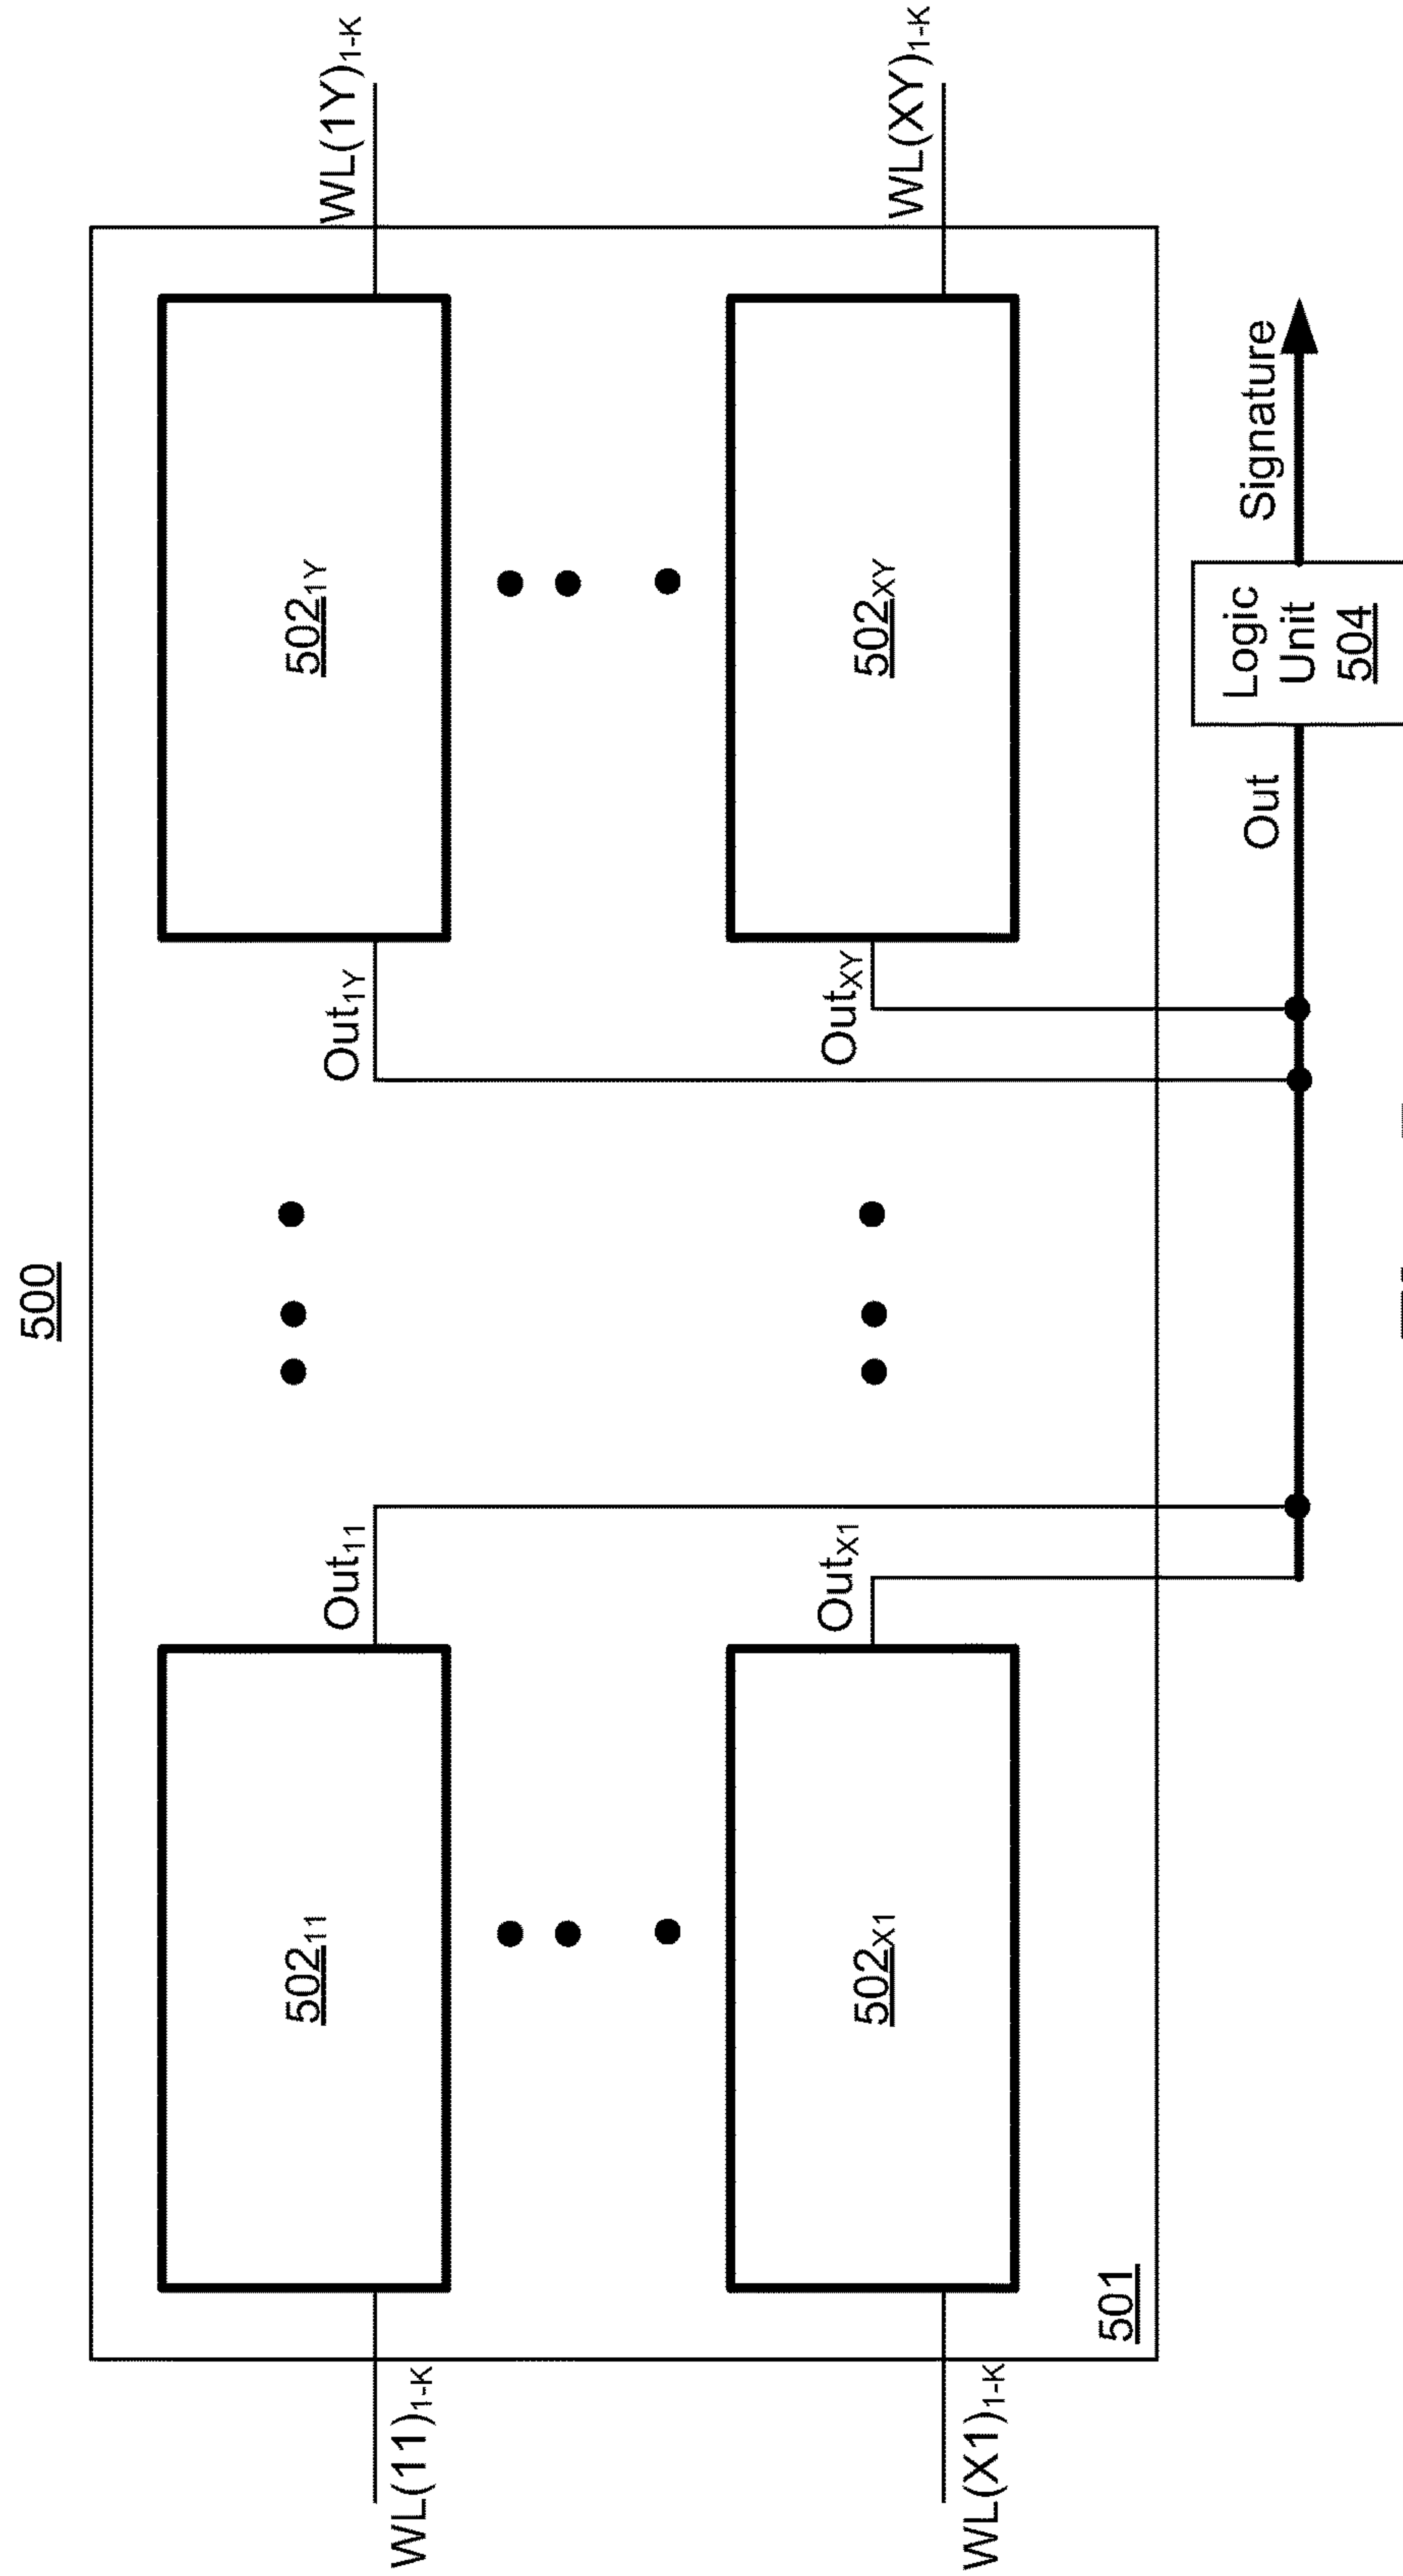 500
WL(11)1-K
50211
Out11
Out1Y
5021Y
WL(1Y)1-K
WL(X1)1-K
502X1
OutX1
OutXY
502XY
WL(XY)1-K
501
Out
Logic
Unit
504
Signature